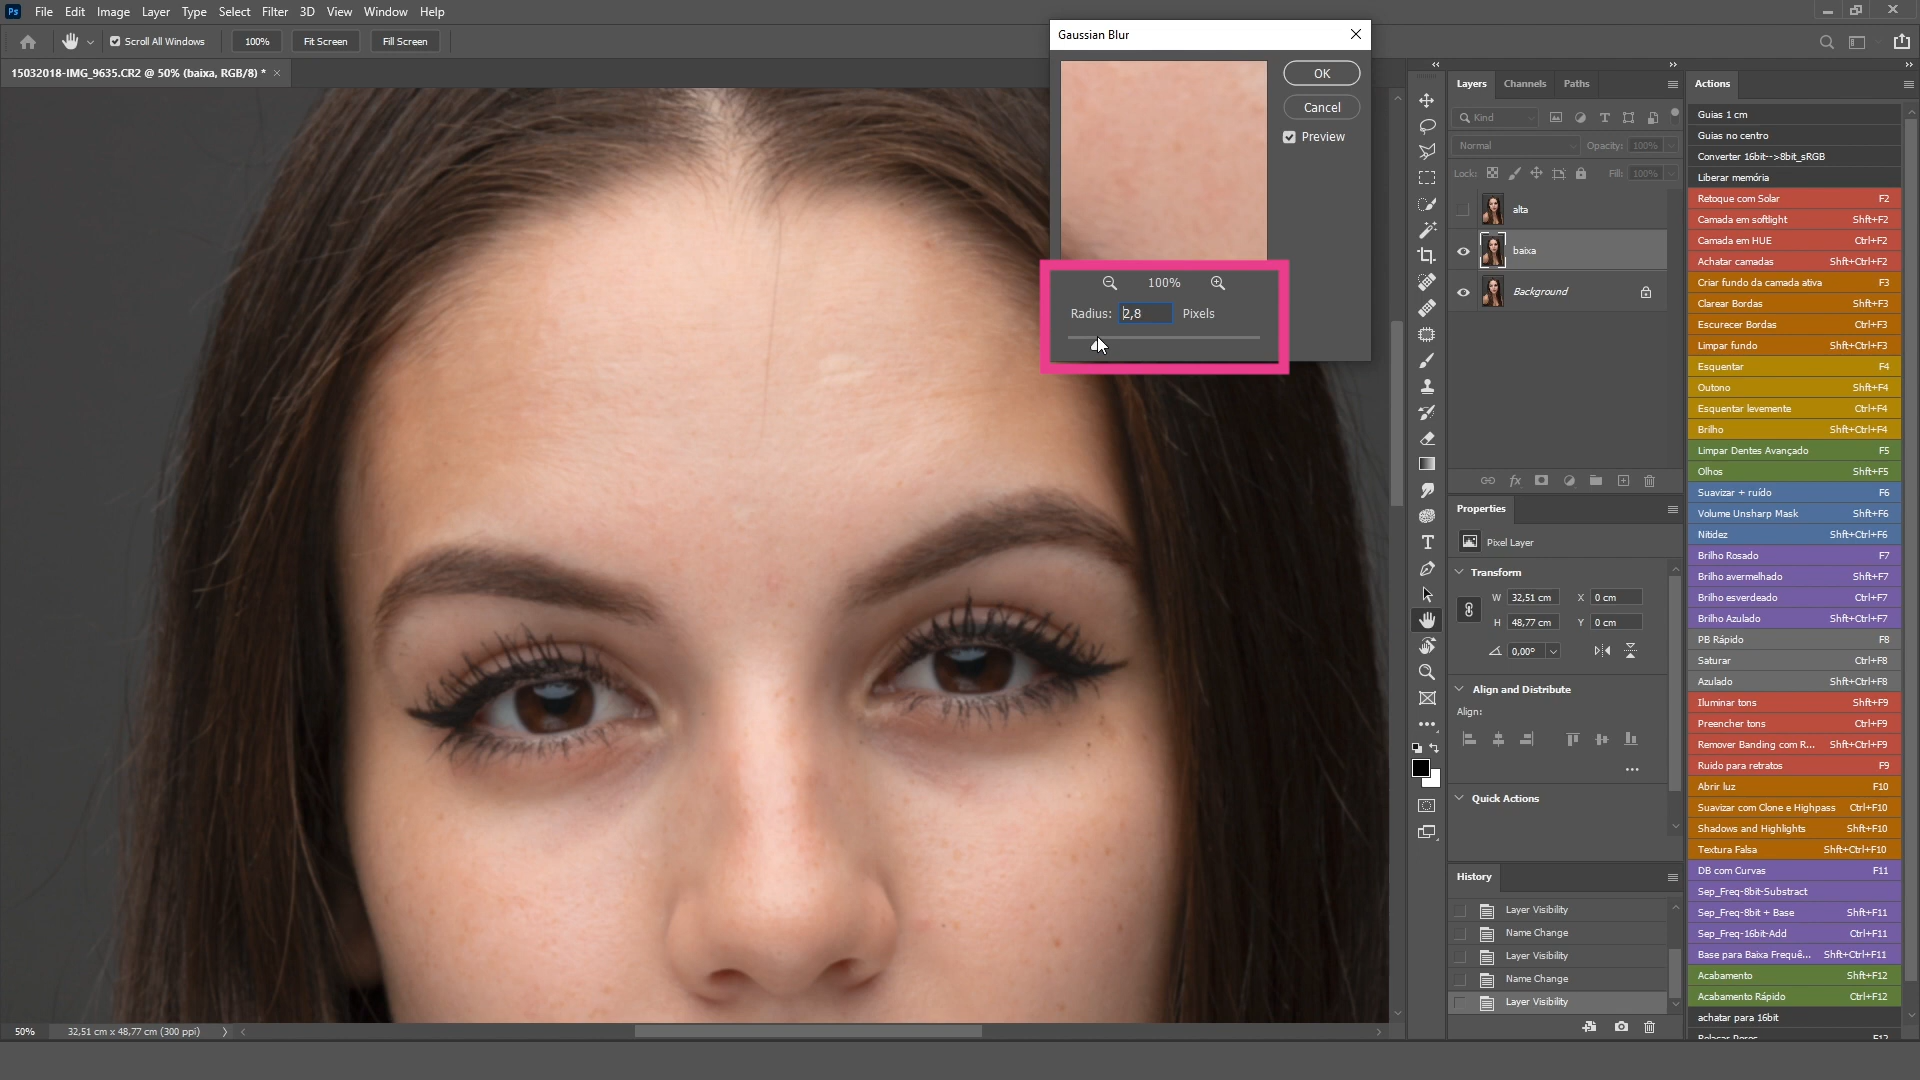 Ps File Edit Image Layer Type Select Filter 3D View Window Help
Scroll All Windows 100% Fit Screen Fill Screen
15032018-IMG_9635.CR2 @ 50% (baixa, RGB/8) * ×
Gaussian Blur
OK
Cancel
Preview
100%
Radius: 2,8 Pixels
Layers Channels Paths
Kind
Normal Opacity: 100%
Lock: Fill: 100%
alta
baixa
Background
fx
Properties
Pixel Layer
Transform
W 32,51 cm X 0 cm
H 48,77 cm Y 0 cm
0,00°
Align and Distribute
Align:
Quick Actions
History
Layer Visibility
Name Change
Layer Visibility
Name Change
Layer Visibility
Actions
Guias 1 cm
Guias no centro
Converter 16bit-->8bit_sRGB
Liberar memória
Retoque com Solar F2
Camada em softlight Shft+F2
Camada em HUE Ctrl+F2
Achatar camadas Shft+Ctrl+F2
Criar fundo da camada ativa F3
Clarear Bordas Shft+F3
Escurecer Bordas Ctrl+F3
Limpar fundo Shft+Ctrl+F3
Esquentar F4
Outono Shft+F4
Esquentar levemente Ctrl+F4
Brilho Shft+Ctrl+F4
Limpar Dentes Avançado F5
Olhos Shft+F5
Suavizar + ruído F6
Volume Unsharp Mask Shft+F6
Nitidez Shft+Ctrl+F6
Brilho Rosado F7
Brilho avermelhado Shft+F7
Brilho esverdeado Ctrl+F7
Brilho Azulado Shft+Ctrl+F7
PB Rápido F8
Saturar Ctrl+F8
Azulado Shft+Ctrl+F8
Iluminar tons Shft+F9
Preencher tons Ctrl+F9
Remover Banding com R... Shft+Ctrl+F9
Ruido para retratos F9
Abrir luz F10
Suavizar com Clone e Highpass Ctrl+F10
Shadows and Highlights Shft+F10
Textura Falsa Shft+Ctrl+F10
DB com Curvas F11
Sep_Freq-8bit-Substract
Sep_Freq-8bit + Base Shft+F11
Sep_Freq-16bit-Add Ctrl+F11
Base para Baixa Frequê... Shft+Ctrl+F11
Acabamento Shft+F12
Acabamento Rápido Ctrl+F12
achatar para 16bit
50% 32,51 cm x 48,77 cm (300 ppi)